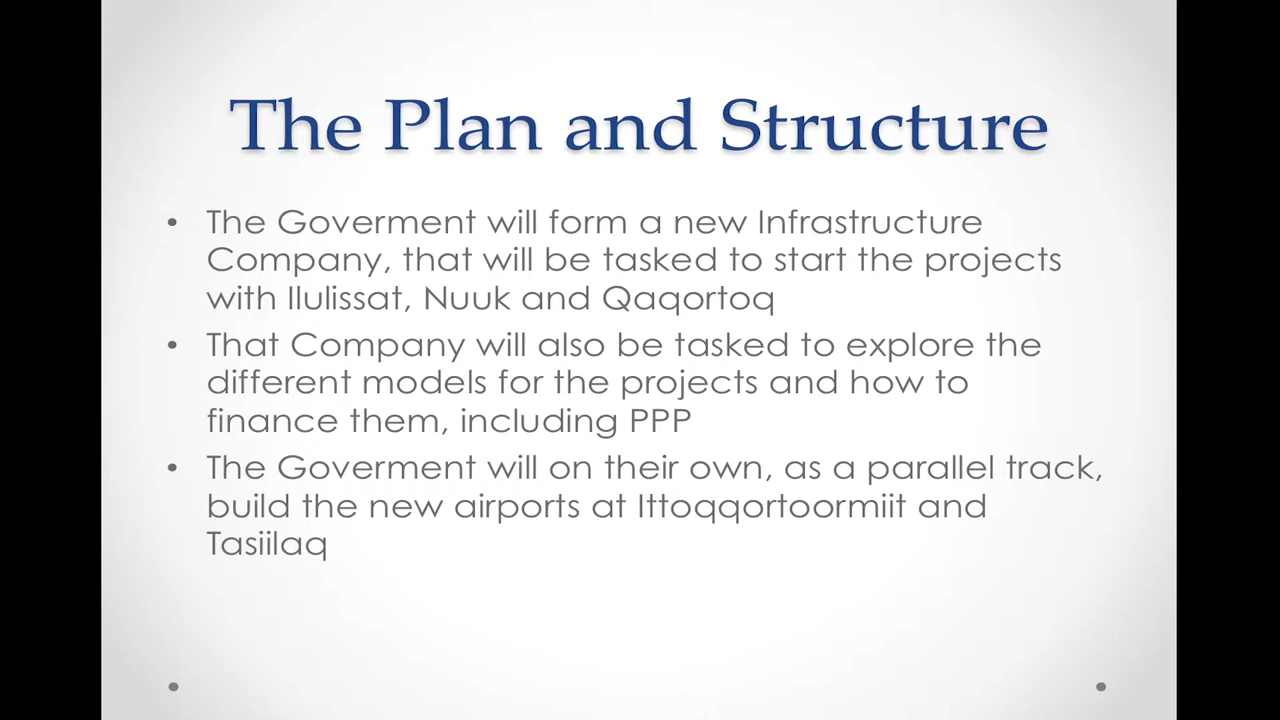 The Plan and Structure
• The Goverment will form a new Infrastructure
Company, that will be tasked to start the projects
with Ilulissat, Nuuk and Qaqortoq
• That Company will also be tasked to explore the
different models for the projects and how to
finance them, including PPP
• The Goverment will on their own, as a parallel track,
build the new airports at Ittoqqortoormiit and
Tasiilaq